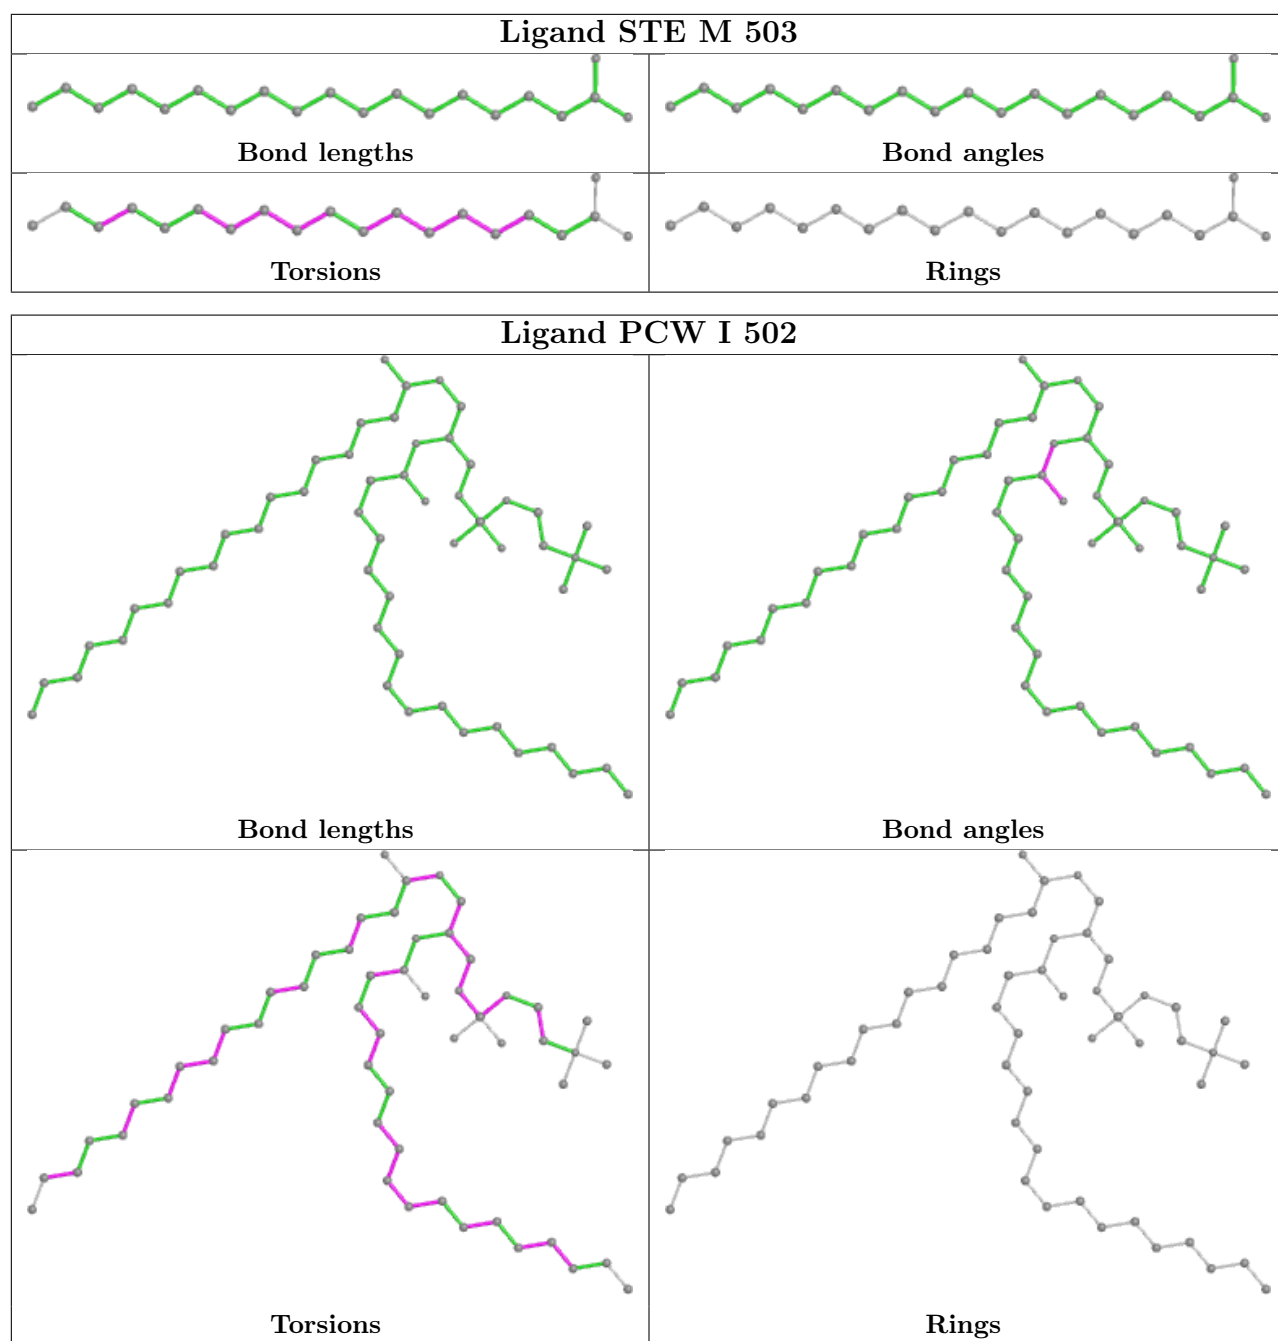 Ligand STE M 503
Bond lengths
Bond angles
Torsions
Rings
Ligand PCW I 502
Bond lengths
Bond angles
Torsions
Rings